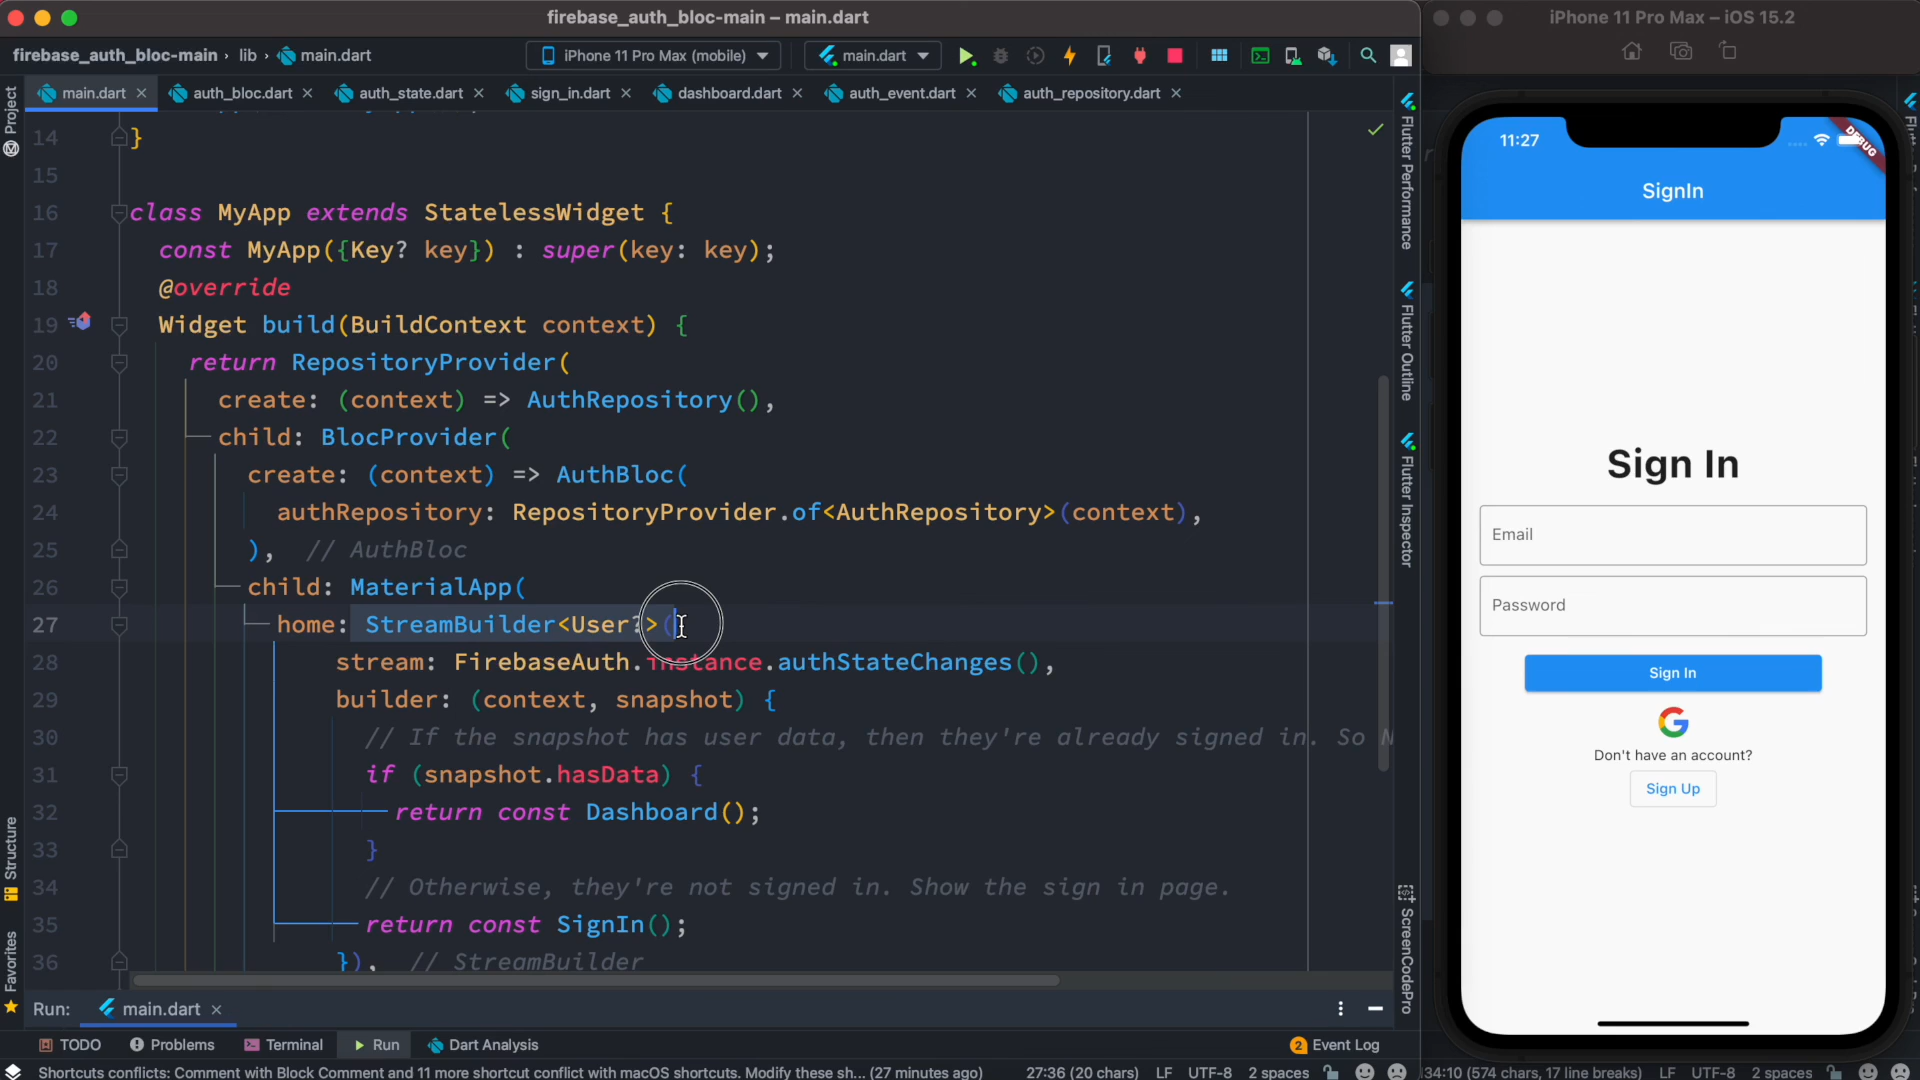 firebase_auth_bloc-main – main.dart
firebase_auth_bloc-main › lib › main.dart
iPhone 11 Pro Max (mobile)
main.dart
main.dart
auth_bloc.dart
auth_state.dart
sign_in.dart
dashboard.dart
auth_event.dart
auth_repository.dart
Project
Structure
Favorites
14 }
15
16 class MyApp extends StatelessWidget {
17 const MyApp({Key? key}) : super(key: key);
18 @override
19 Widget build(BuildContext context) {
20 return RepositoryProvider(
21 create: (context) => AuthRepository(),
22 child: BlocProvider(
23 create: (context) => AuthBloc(
24 authRepository: RepositoryProvider.of<AuthRepository>(context),
25 ), // AuthBloc
26 child: MaterialApp(
27 home: StreamBuilder<User?>(
28 stream: FirebaseAuth.instance.authStateChanges(),
29 builder: (context, snapshot) {
30 // If the snapshot has user data, then they're already signed in. So N
31 if (snapshot.hasData) {
32 return const Dashboard();
33 }
34 // Otherwise, they're not signed in. Show the sign in page.
35 return const SignIn();
36 }), // StreamBuilder
Flutter Performance
Flutter Outline
Flutter Inspector
ScreenCodePro
Run: main.dart
TODO
Problems
Terminal
Run
Dart Analysis
2 Event Log
Shortcuts conflicts: Comment with Block Comment and 11 more shortcut conflict with macOS shortcuts. Modify these sh... (27 minutes ago)
27:36 (20 chars) LF UTF-8 2 spaces
iPhone 11 Pro Max – iOS 15.2
11:27
DEBUG
SignIn
Sign In
Email
Password
Sign In
Don't have an account?
Sign Up
34:10 (574 chars, 17 line breaks) LF UTF-8 2 spaces